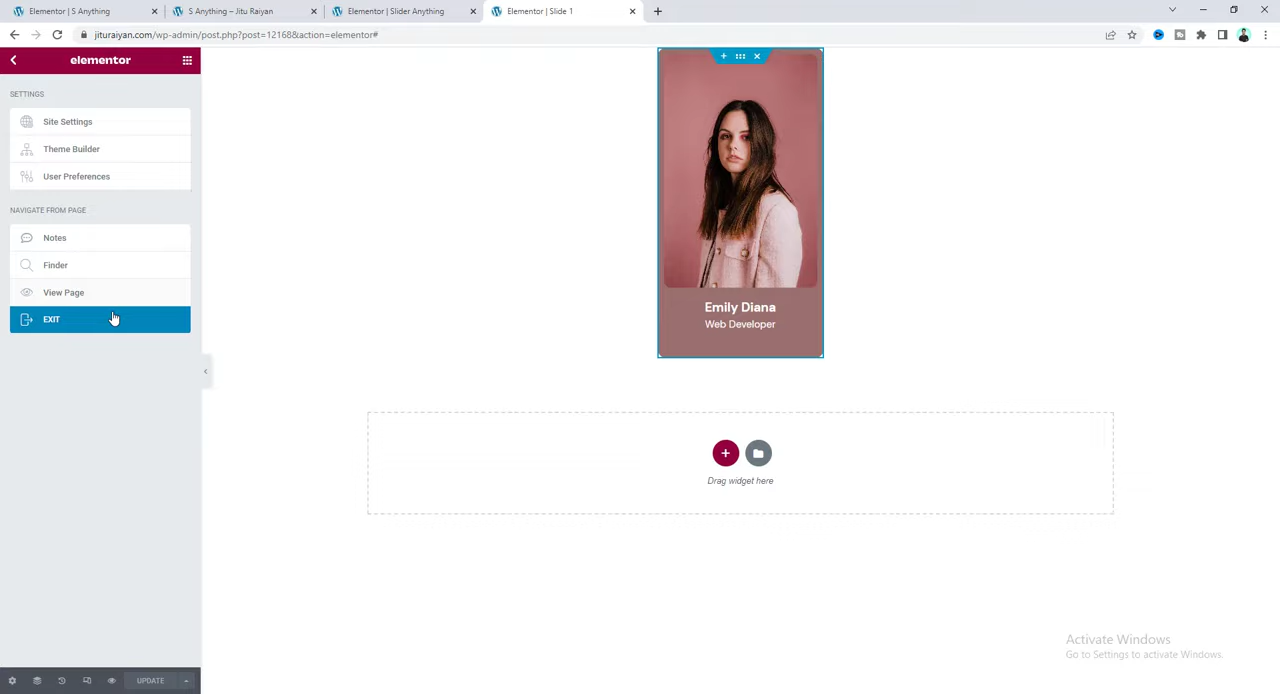 Elementor | S Anything
S Anything – Jitu Raiyan
Elementor | Slider Anything
Elementor | Slide 1
jituraiyan.com/wp-admin/post.php?post=12168&action=elementor#
elementor
SETTINGS
Site Settings
Theme Builder
User Preferences
NAVIGATE FROM PAGE
Notes
Finder
View Page
EXIT
Emily Diana
Web Developer
Drag widget here
Activate Windows
Go to Settings to activate Windows.
UPDATE